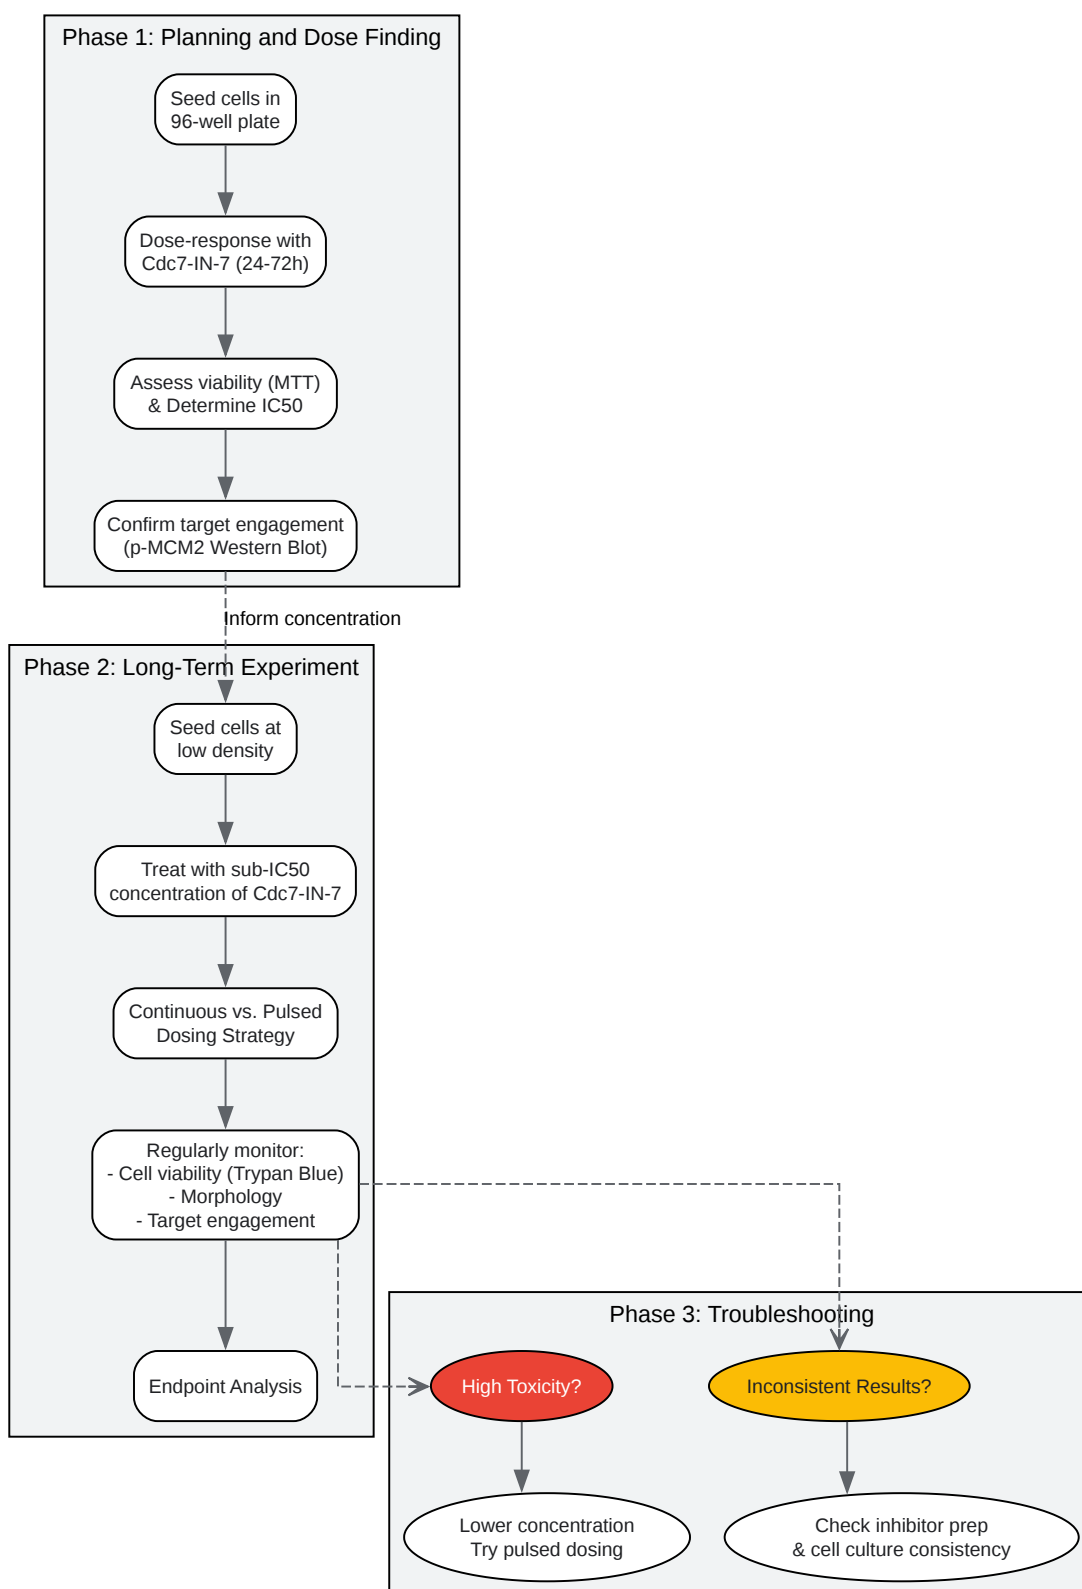 Phase 1: Planning and Dose Finding
Seed cells in
96-well plate
Dose-response with
Cdc7-IN-7 (24-72h)
Assess viability (MTT)
& Determine IC50
Confirm target engagement
(p-MCM2 Western Blot)
Inform concentration
Phase 2: Long-Term Experiment
Seed cells at
low density
Treat with sub-IC50
concentration of Cdc7-IN-7
Continuous vs. Pulsed
Dosing Strategy
Regularly monitor:
- Cell viability (Trypan Blue)
- Morphology
- Target engagement
Endpoint Analysis
Phase 3: Troubleshooting
High Toxicity?
Lower concentration
Try pulsed dosing
Inconsistent Results?
Check inhibitor prep
& cell culture consistency